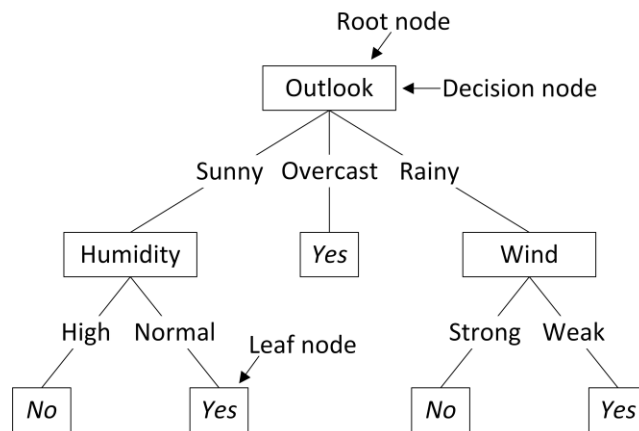 Root node
Outlook
Decision node
Sunny Overcast Rainy
Humidity
Yes
Wind
High Normal
Strong Weak
Leaf node
No
Yes
No
Yes